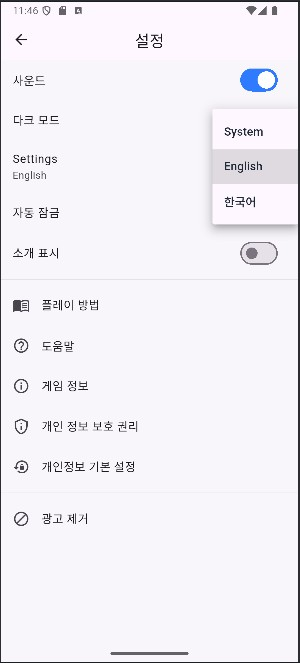 11:46
설정
사운드
다크 모드
System
Settings
English
English
한국어
자동 잠금
소개 표시
플레이 방법
도움말
게임 정보
개인 정보 보호 권리
개인정보 기본 설정
광고 제거